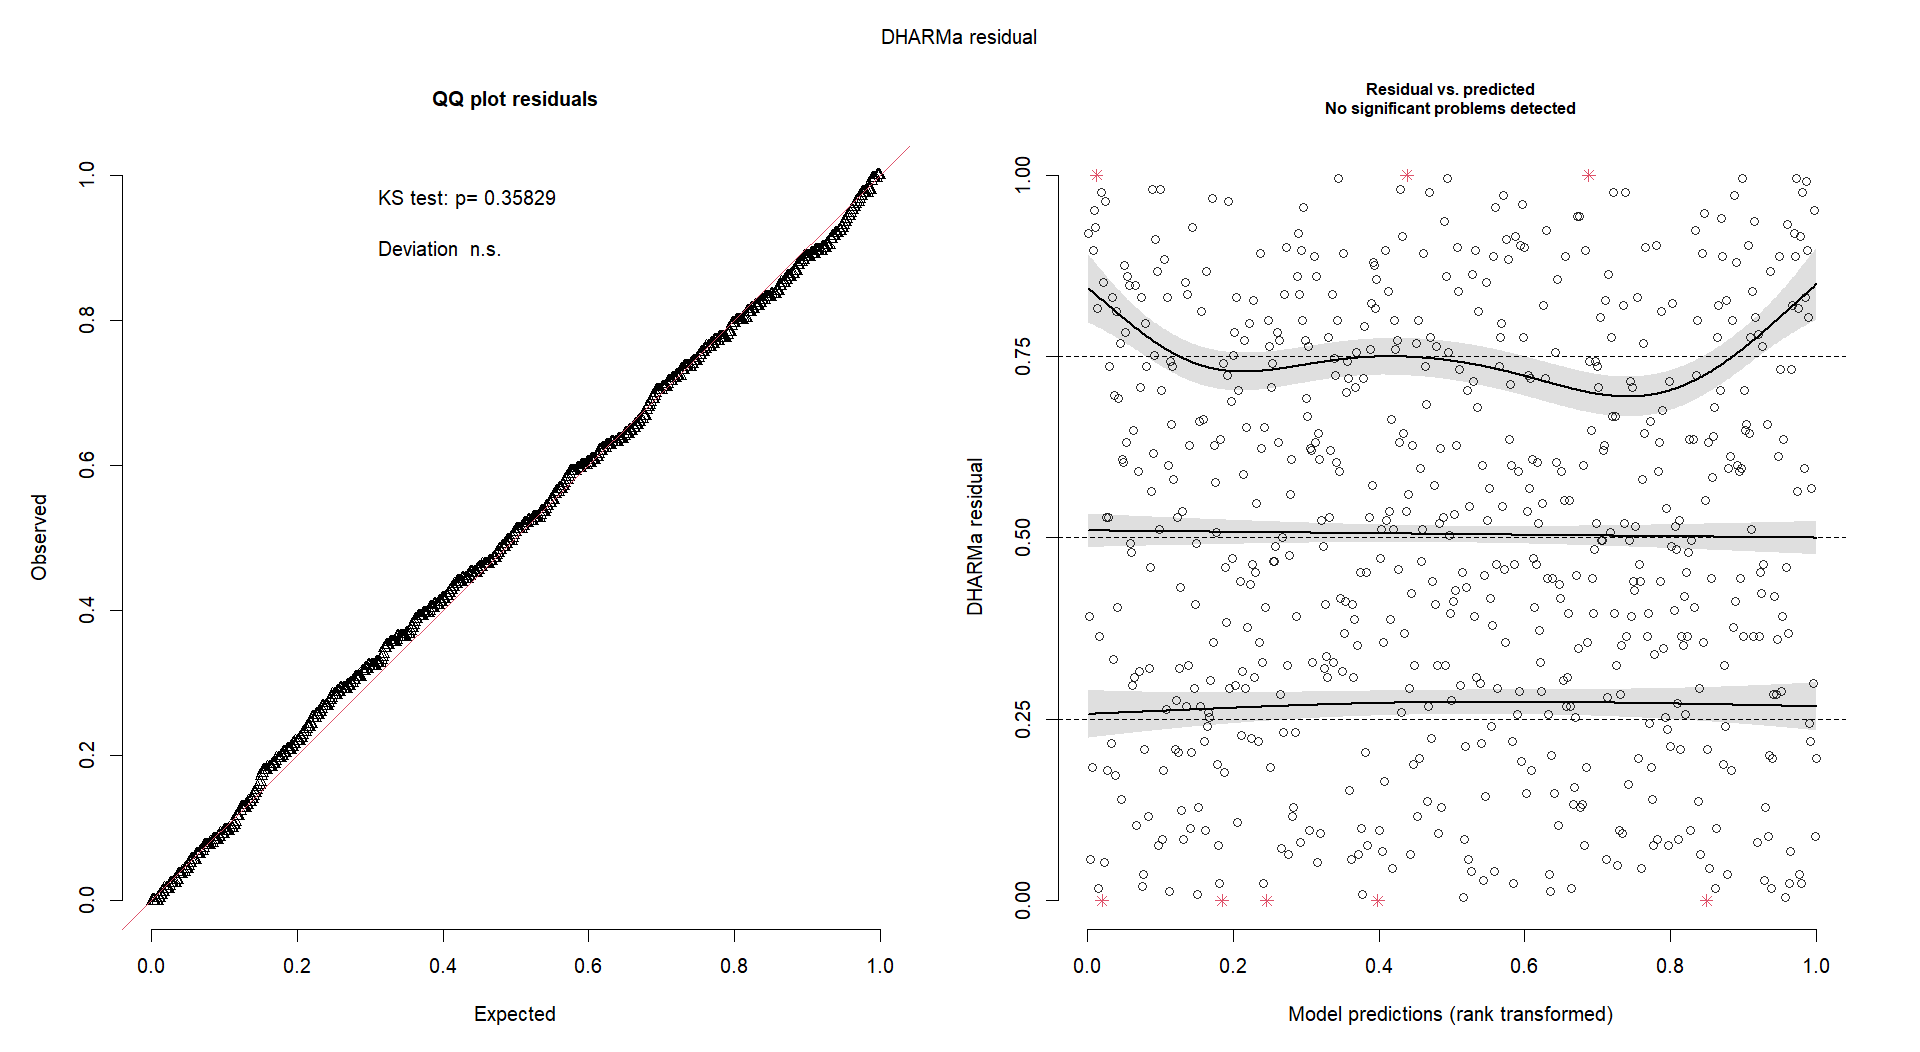 DHARMa residual
QQ plot residuals
KS test: p= 0.35829
Deviation  n.s.
Observed
1.0
0.8
0.6
0.4
0.2
0.0
0.0 0.2 0.4 0.6 0.8 1.0
Expected
Residual vs. predicted
No significant problems detected
DHARMa residual
1.00
0.75
0.50
0.25
0.00
0.0 0.2 0.4 0.6 0.8 1.0
Model predictions (rank transformed)